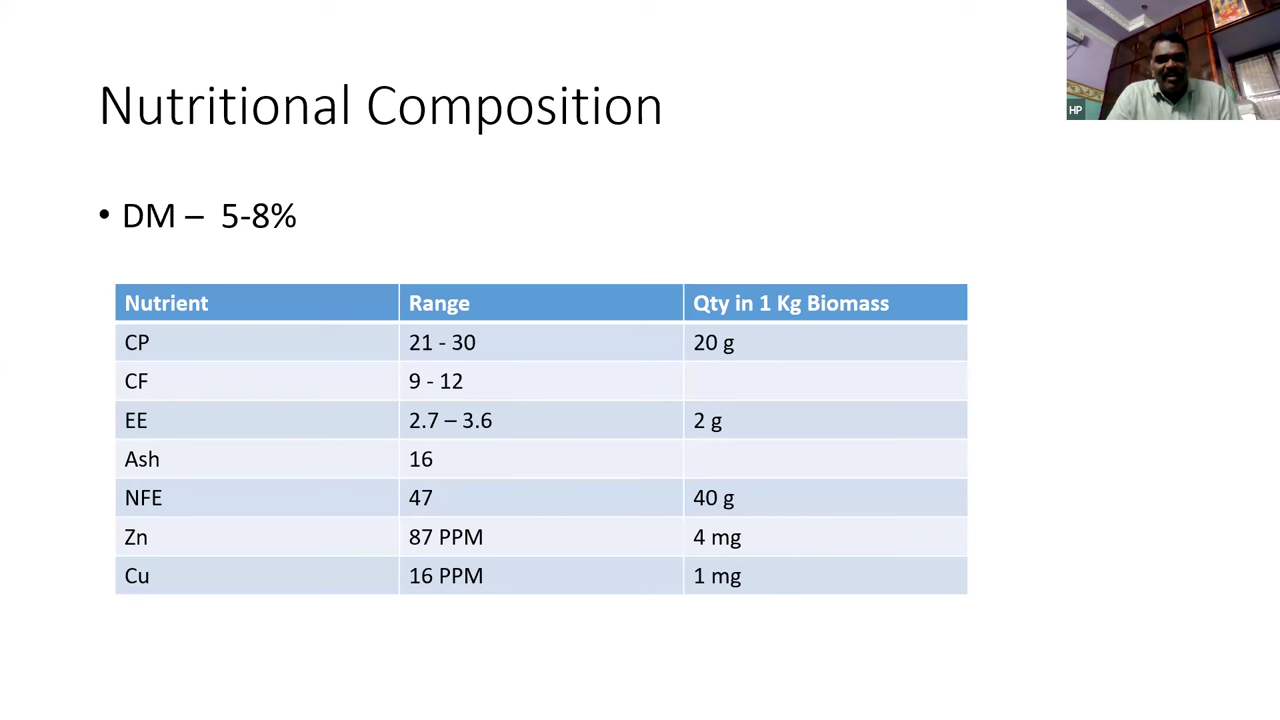 HP
Nutritional Composition
• DM – 5-8%
Nutrient Range Qty in 1 Kg Biomass
CP 21 - 30 20 g
CF 9 - 12
EE 2.7 – 3.6 2 g
Ash 16
NFE 47 40 g
Zn 87 PPM 4 mg
Cu 16 PPM 1 mg